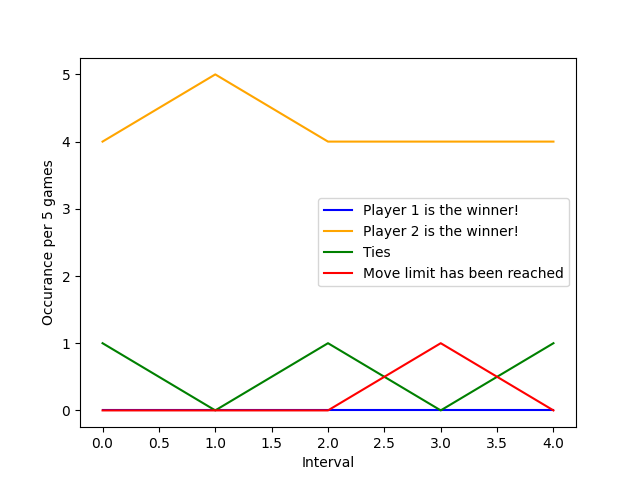 5
4
3
2
1
0
Occurance per 5 games
Player 1 is the winner!
Player 2 is the winner!
Ties
Move limit has been reached
0.0 0.5 1.0 1.5 2.0 2.5 3.0 3.5 4.0
Interval